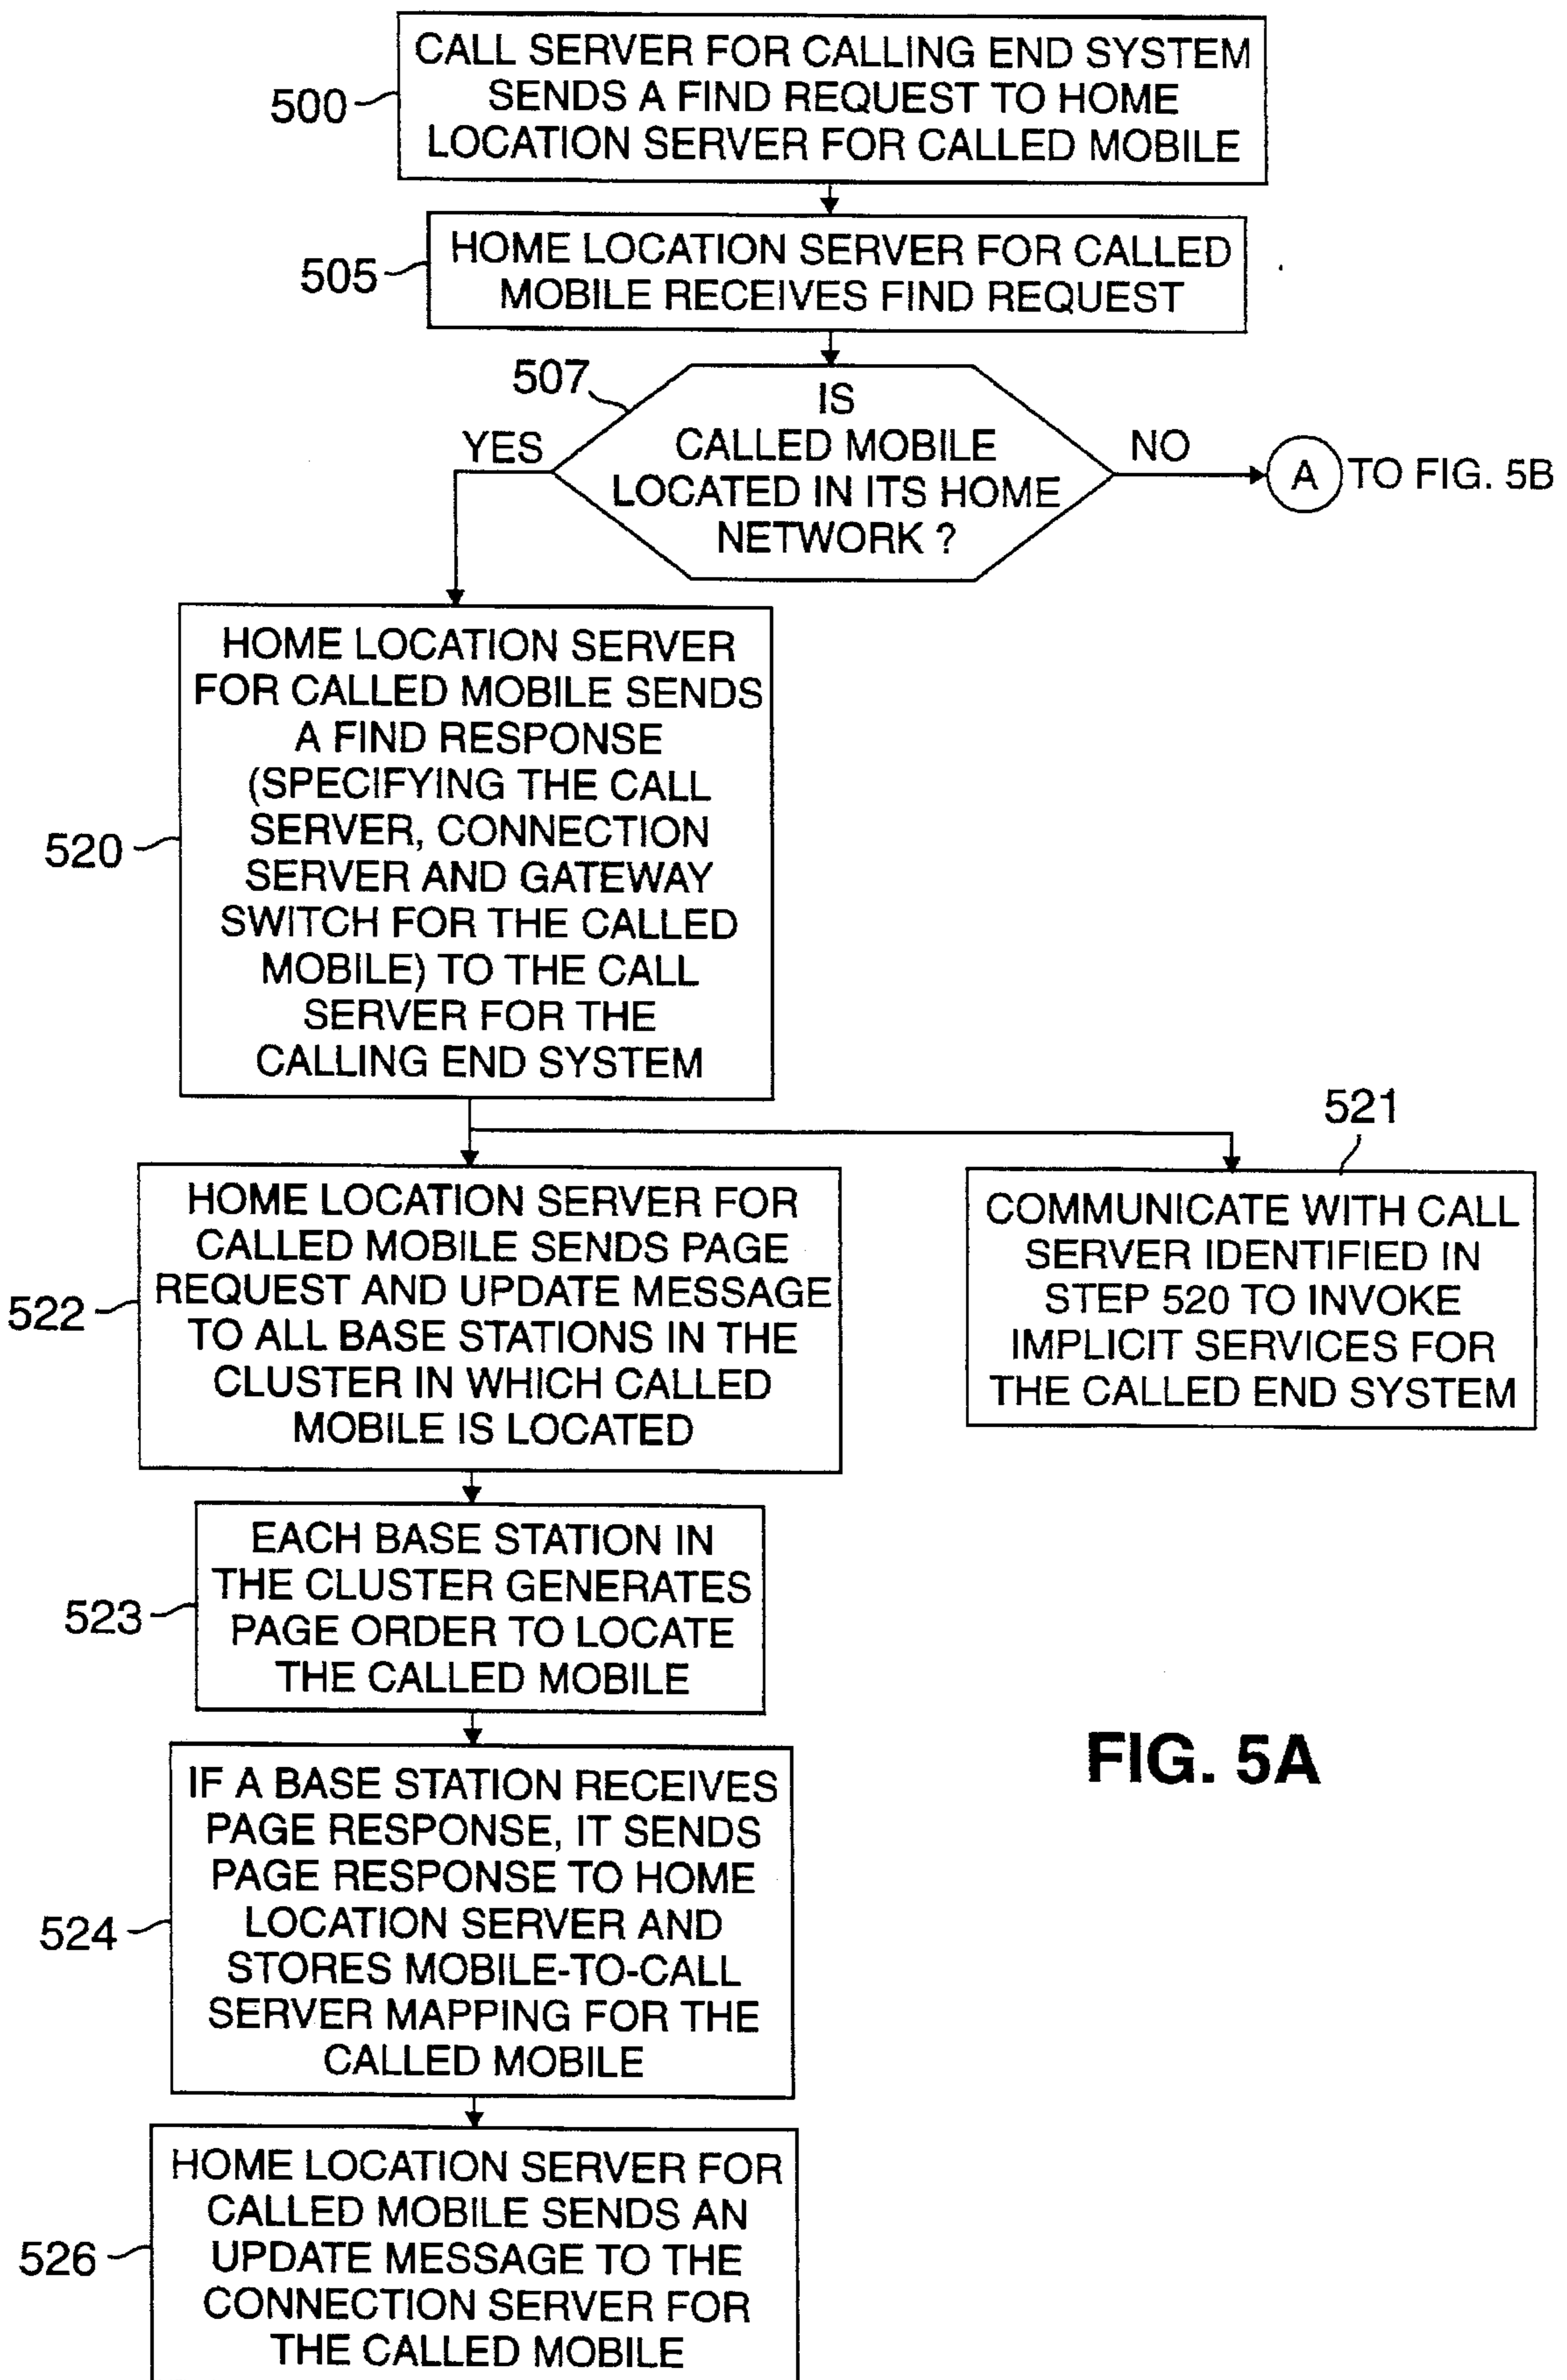 500
CALL SERVER FOR CALLING END SYSTEM
SENDS A FIND REQUEST TO HOME
LOCATION SERVER FOR CALLED MOBILE
505
HOME LOCATION SERVER FOR CALLED
MOBILE RECEIVES FIND REQUEST
507
IS
CALLED MOBILE
LOCATED IN ITS HOME
NETWORK ?
YES
NO
A
TO FIG. 5B
520
HOME LOCATION SERVER
FOR CALLED MOBILE SENDS
A FIND RESPONSE
(SPECIFYING THE CALL
SERVER, CONNECTION
SERVER AND GATEWAY
SWITCH FOR THE CALLED
MOBILE) TO THE CALL
SERVER FOR THE
CALLING END SYSTEM
521
COMMUNICATE WITH CALL
SERVER IDENTIFIED IN
STEP 520 TO INVOKE
IMPLICIT SERVICES FOR
THE CALLED END SYSTEM
522
HOME LOCATION SERVER FOR
CALLED MOBILE SENDS PAGE
REQUEST AND UPDATE MESSAGE
TO ALL BASE STATIONS IN THE
CLUSTER IN WHICH CALLED
MOBILE IS LOCATED
523
EACH BASE STATION IN
THE CLUSTER GENERATES
PAGE ORDER TO LOCATE
THE CALLED MOBILE
524
IF A BASE STATION RECEIVES
PAGE RESPONSE, IT SENDS
PAGE RESPONSE TO HOME
LOCATION SERVER AND
STORES MOBILE-TO-CALL
SERVER MAPPING FOR THE
CALLED MOBILE
526
HOME LOCATION SERVER FOR
CALLED MOBILE SENDS AN
UPDATE MESSAGE TO THE
CONNECTION SERVER FOR
THE CALLED MOBILE
FIG. 5A